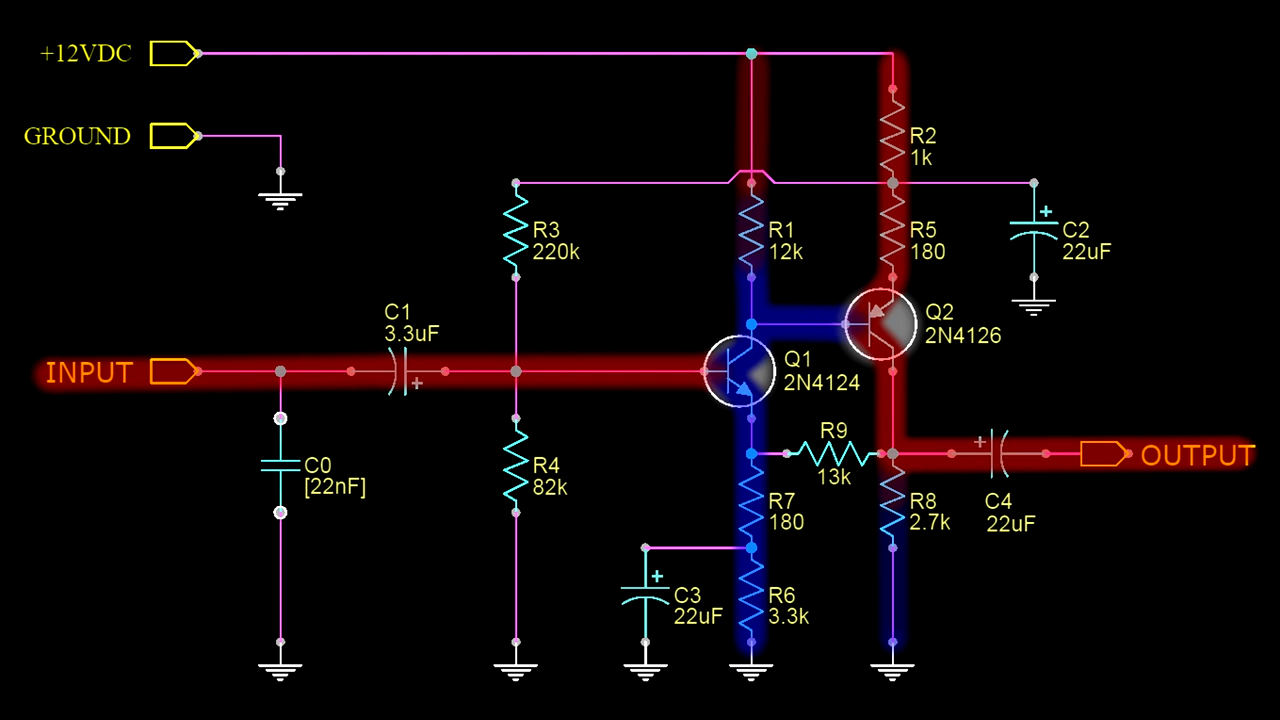 +12VDC
GROUND
R2
1k
R3
220k
R1
12k
R5
180
+
C2
22uF
C1
3.3uF
+
Q2
2N4126
INPUT
Q1
2N4124
R9
13k
+
OUTPUT
C0
[22nF]
R4
82k
R7
180
R8
2.7k
C4
22uF
+
C3
22uF
R6
3.3k